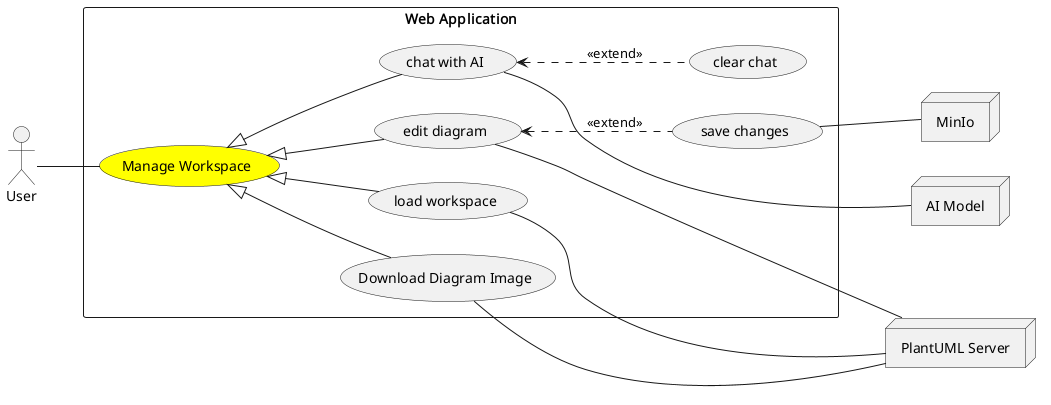 Web Application
chat with AI
«extend»
clear chat
edit diagram
«extend»
save changes
MinIo
Manage Workspace
User
load workspace
AI Model
Download Diagram Image
PlantUML Server